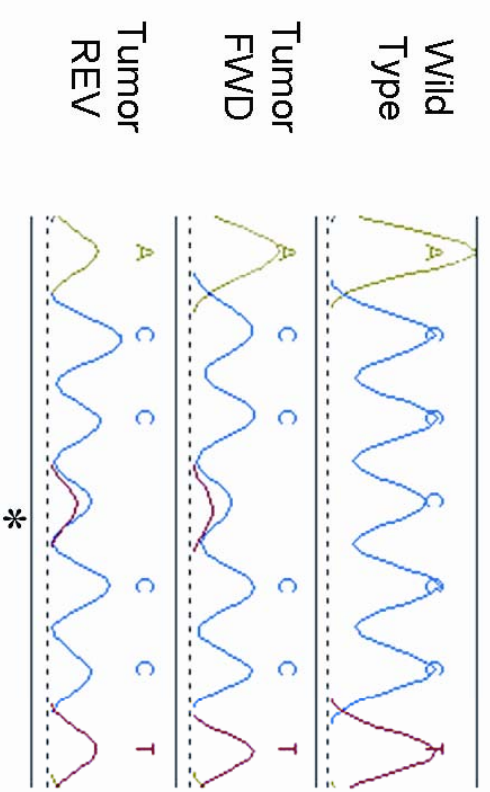 Wild
Type
A C C C C C T
Tumor
FWD
A C C C C T
Tumor
REV
A C C C C T
*